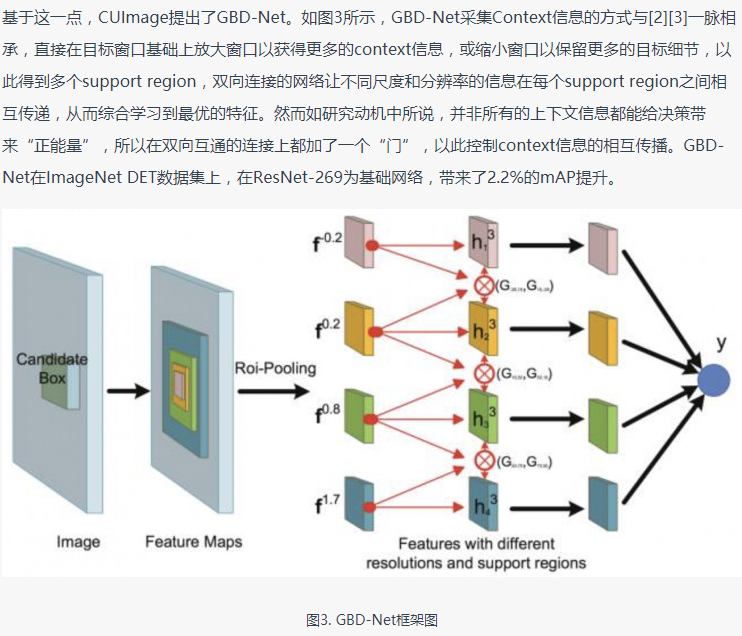 基于这一点，CUImage提出了GBD-Net。如图3所示，GBD-Net采集Context信息的方式与[2][3]一脉相
承，直接在目标窗口基础上放大窗口以获得更多的context信息，或缩小窗口以保留更多的目标细节，以
此得到多个support region，双向连接的网络让不同尺度和分辨率的信息在每个support region之间相
互传递，从而综合学习到最优的特征。然而如研究动机中所说，并非所有的上下文信息都能给决策带
来“正能量”，所以在双向互通的连接上都加了一个“门”，以此控制context信息的相互传播。GBD-
Net在ImageNet DET数据集上，在ResNet-269为基础网络，带来了2.2%的mAP提升。
Candidate
Box
Roi-Pooling
f-0.2
h₁³
(G,G)
f0.2
h₂³
(G,G)
f0.8
h₃³
(G,G)
f1.7
h₄³
y
Image
Feature Maps
Features with different
resolutions and support regions
图3. GBD-Net框架图